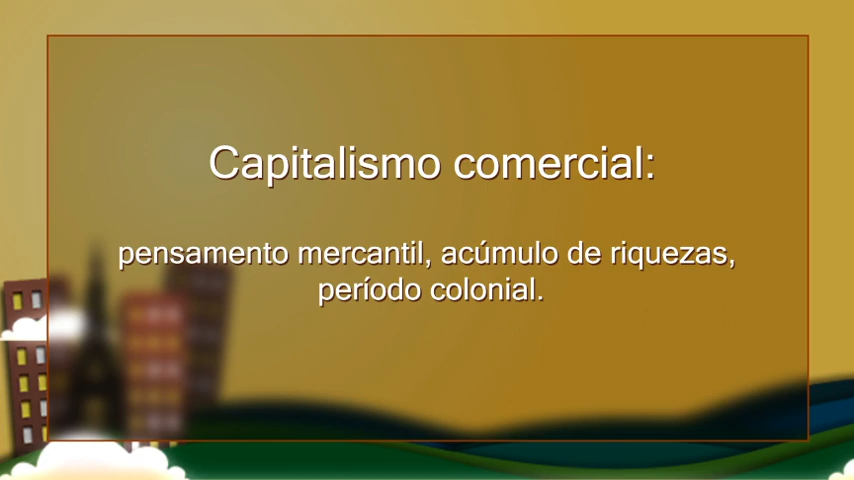 Capitalismo comercial:
pensamento mercantil, acúmulo de riquezas,
período colonial.